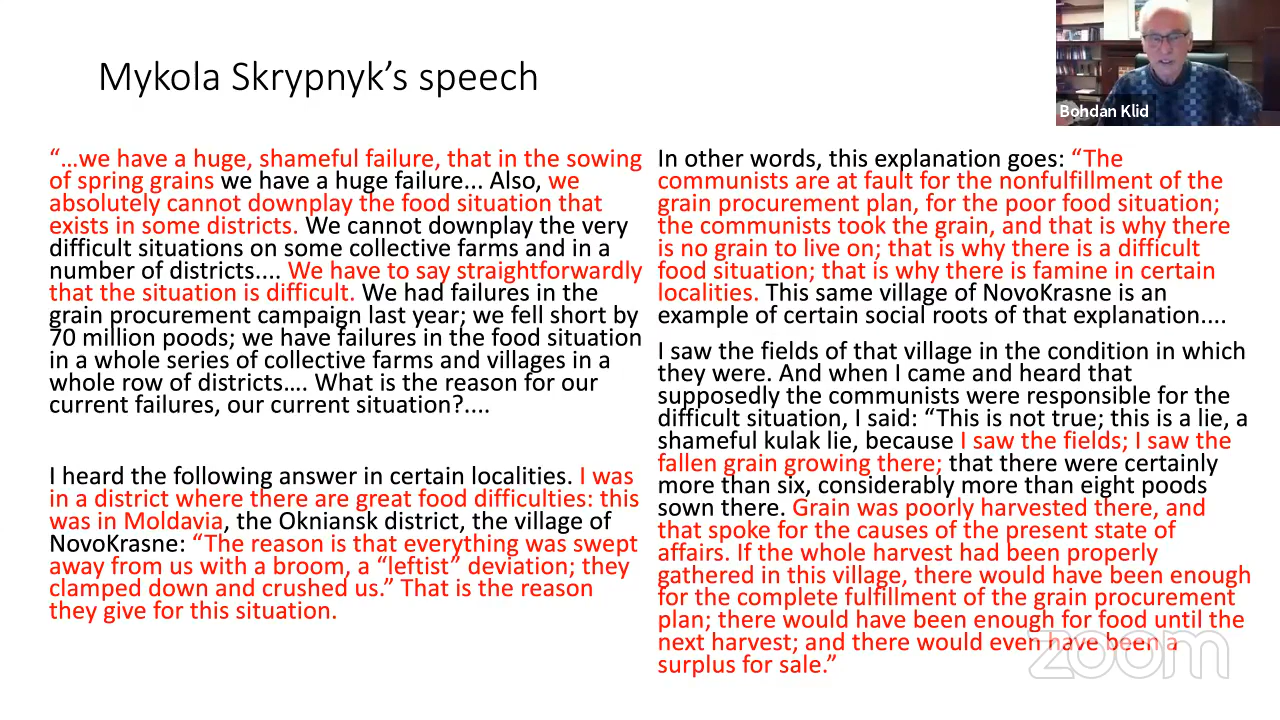 Mykola Skrypnyk’s speech
Bohdan Klid
“…we have a huge, shameful failure, that in the sowing
of spring grains we have a huge failure... Also, we
absolutely cannot downplay the food situation that
exists in some districts. We cannot downplay the very
difficult situations on some collective farms and in a
number of districts.... We have to say straightforwardly
that the situation is difficult. We had failures in the
grain procurement campaign last year; we fell short by
70 million poods; we have failures in the food situation
in a whole series of collective farms and villages in a
whole row of districts…. What is the reason for our
current failures, our current situation?....
I heard the following answer in certain localities. I was
in a district where there are great food difficulties: this
was in Moldavia, the Okniansk district, the village of
NovoKrasne: “The reason is that everything was swept
away from us with a broom, a “leftist” deviation; they
clamped down and crushed us.” That is the reason
they give for this situation.
In other words, this explanation goes: “The
communists are at fault for the nonfulfillment of the
grain procurement plan, for the poor food situation;
the communists took the grain, and that is why there
is no grain to live on; that is why there is a difficult
food situation; that is why there is famine in certain
localities. This same village of NovoKrasne is an
example of certain social roots of that explanation....
I saw the fields of that village in the condition in which
they were. And when I came and heard that
supposedly the communists were responsible for the
difficult situation, I said: “This is not true; this is a lie, a
shameful kulak lie, because I saw the fields; I saw the
fallen grain growing there; that there were certainly
more than six, considerably more than eight poods
sown there. Grain was poorly harvested there, and
that spoke for the causes of the present state of
affairs. If the whole harvest had been properly
gathered in this village, there would have been enough
for the complete fulfillment of the grain procurement
plan; there would have been enough for food until the
next harvest; and there would even have been a
surplus for sale.”
zoom